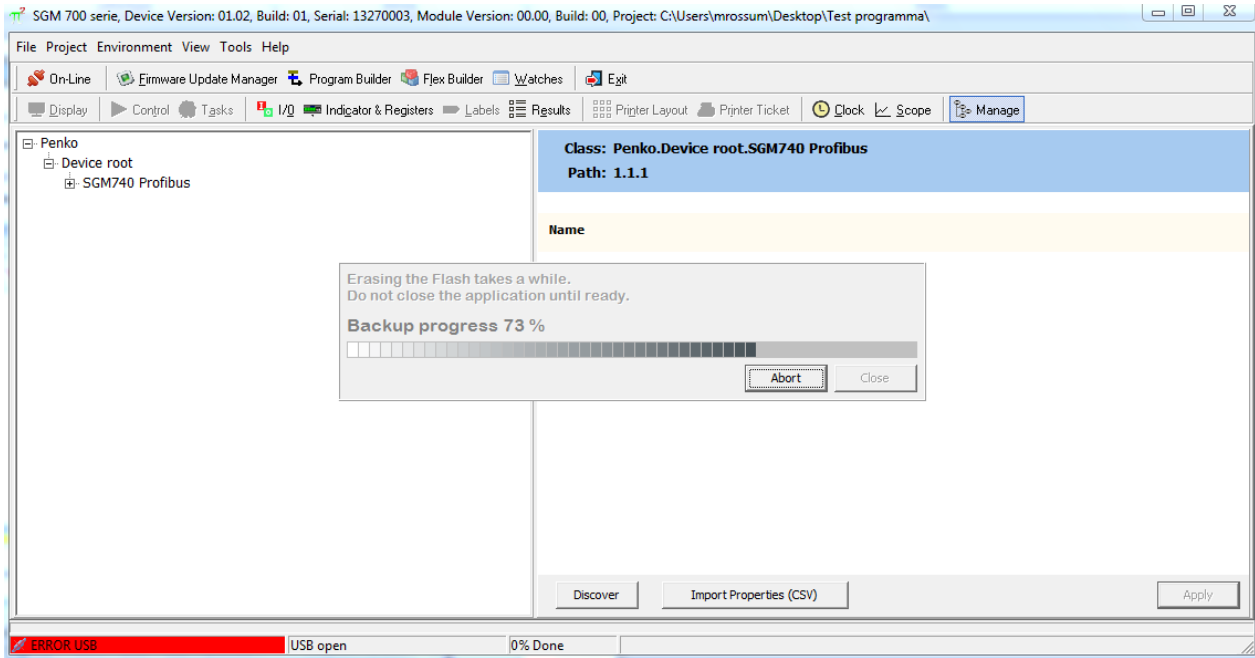 π² SGM 700 serie, Device Version: 01.02, Build: 01, Serial: 13270003, Module Version: 00.00, Build: 00, Project: C:\Users\mrossum\Desktop\Test programma\
File Project Environment View Tools Help
On-Line Firmware Update Manager Program Builder Flex Builder Watches Exit
Display Control Tasks I/O Indicator & Registers Labels Results Printer Layout Printer Ticket Clock Scope Manage
Penko
Device root
SGM740 Profibus
Class: Penko.Device root.SGM740 Profibus
Path: 1.1.1
Name
Erasing the Flash takes a while.
Do not close the application until ready.
Backup progress 73 %
Abort Close
Discover Import Properties (CSV) Apply
ERROR USB USB open 0% Done